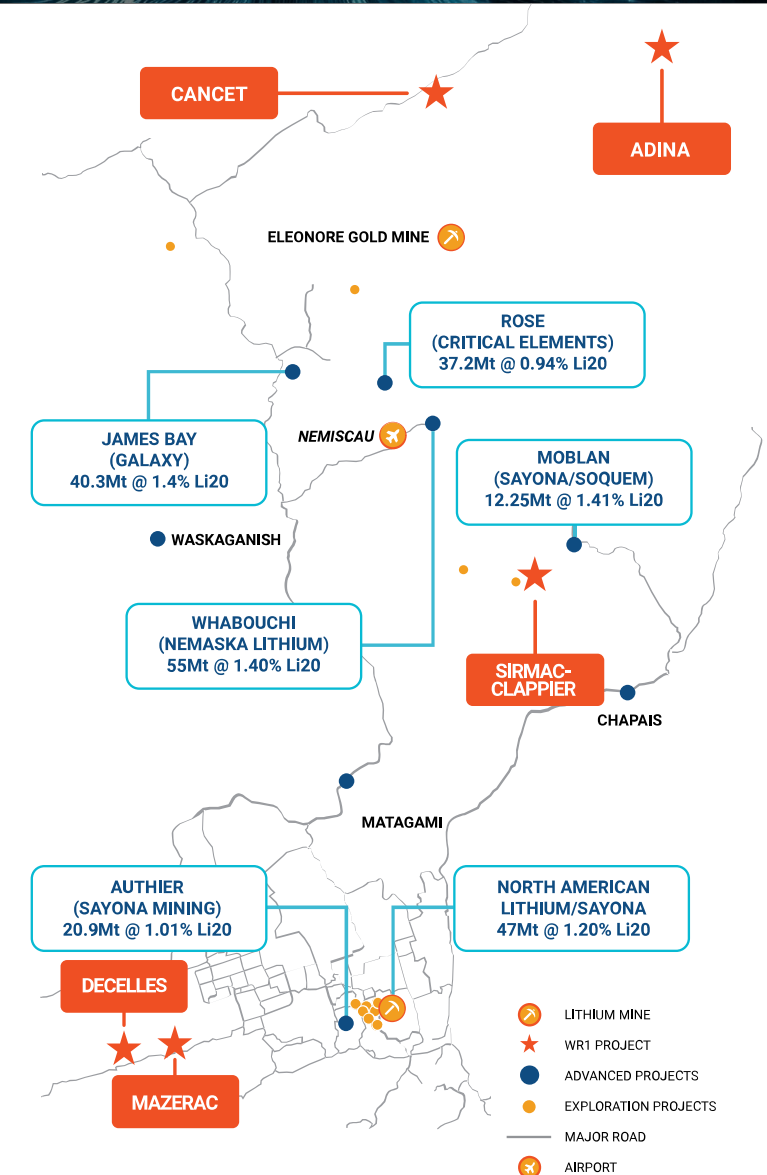 CANCET
ADINA
ELEONORE GOLD MINE
ROSE
(CRITICAL ELEMENTS)
37.2Mt @ 0.94% Li20
JAMES BAY
(GALAXY)
40.3Mt @ 1.4% Li20
NEMISCAU
MOBLAN
(SAYONA/SOQUEM)
12.25Mt @ 1.41% Li20
WASKAGANISH
WHABOUCHI
(NEMASKA LITHIUM)
55Mt @ 1.40% Li20
SIRMAC-
CLAPPIER
CHAPAIS
MATAGAMI
AUTHIER
(SAYONA MINING)
20.9Mt @ 1.01% Li20
NORTH AMERICAN
LITHIUM/SAYONA
47Mt @ 1.20% Li20
DECELLES
MAZERAC
LITHIUM MINE
WR1 PROJECT
ADVANCED PROJECTS
EXPLORATION PROJECTS
MAJOR ROAD
AIRPORT